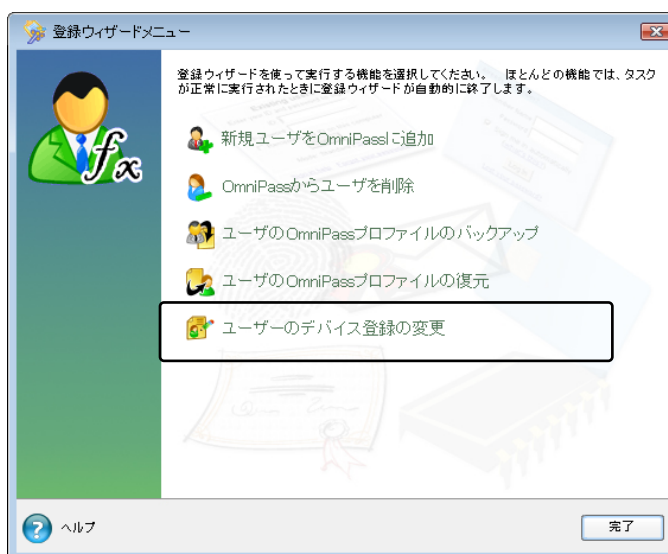 登録ウィザードメニュー
登録ウィザードを使って実行する機能を選択してください。 ほとんどの機能では、タスク
が正常に実行されたときに登録ウィザードが自動的に終了します。
fx
新規ユーザをOmniPassに追加
OmniPassからユーザを削除
ユーザのOmniPassプロファイルのバックアップ
ユーザのOmniPassプロファイルの復元
ユーザーのデバイス登録の変更
ヘルプ
完了